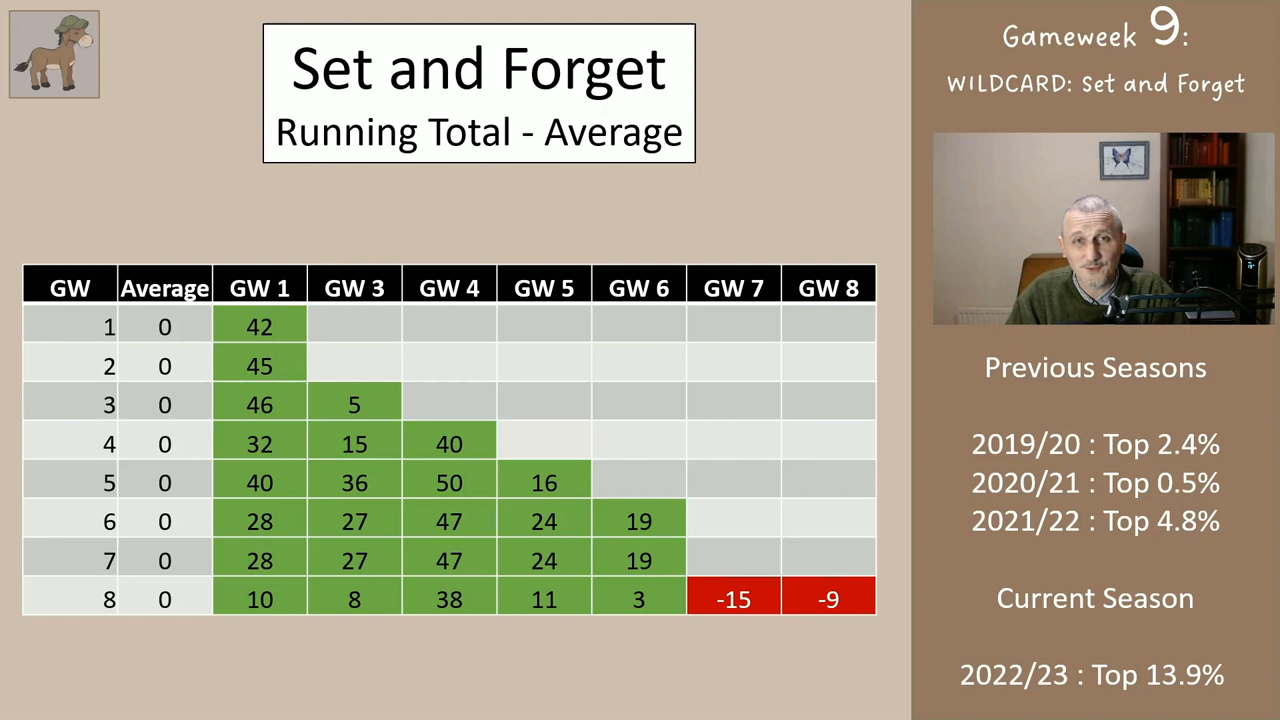 Set and Forget
Running Total - Average
GW Average GW 1 GW 3 GW 4 GW 5 GW 6 GW 7 GW 8
1 0 42
2 0 45
3 0 46 5
4 0 32 15 40
5 0 40 36 50 16
6 0 28 27 47 24 19
7 0 28 27 47 24 19
8 0 10 8 38 11 3 -15 -9
Gameweek 9:
WILDCARD: Set and Forget
Previous Seasons
2019/20 : Top 2.4%
2020/21 : Top 0.5%
2021/22 : Top 4.8%
Current Season
2022/23 : Top 13.9%